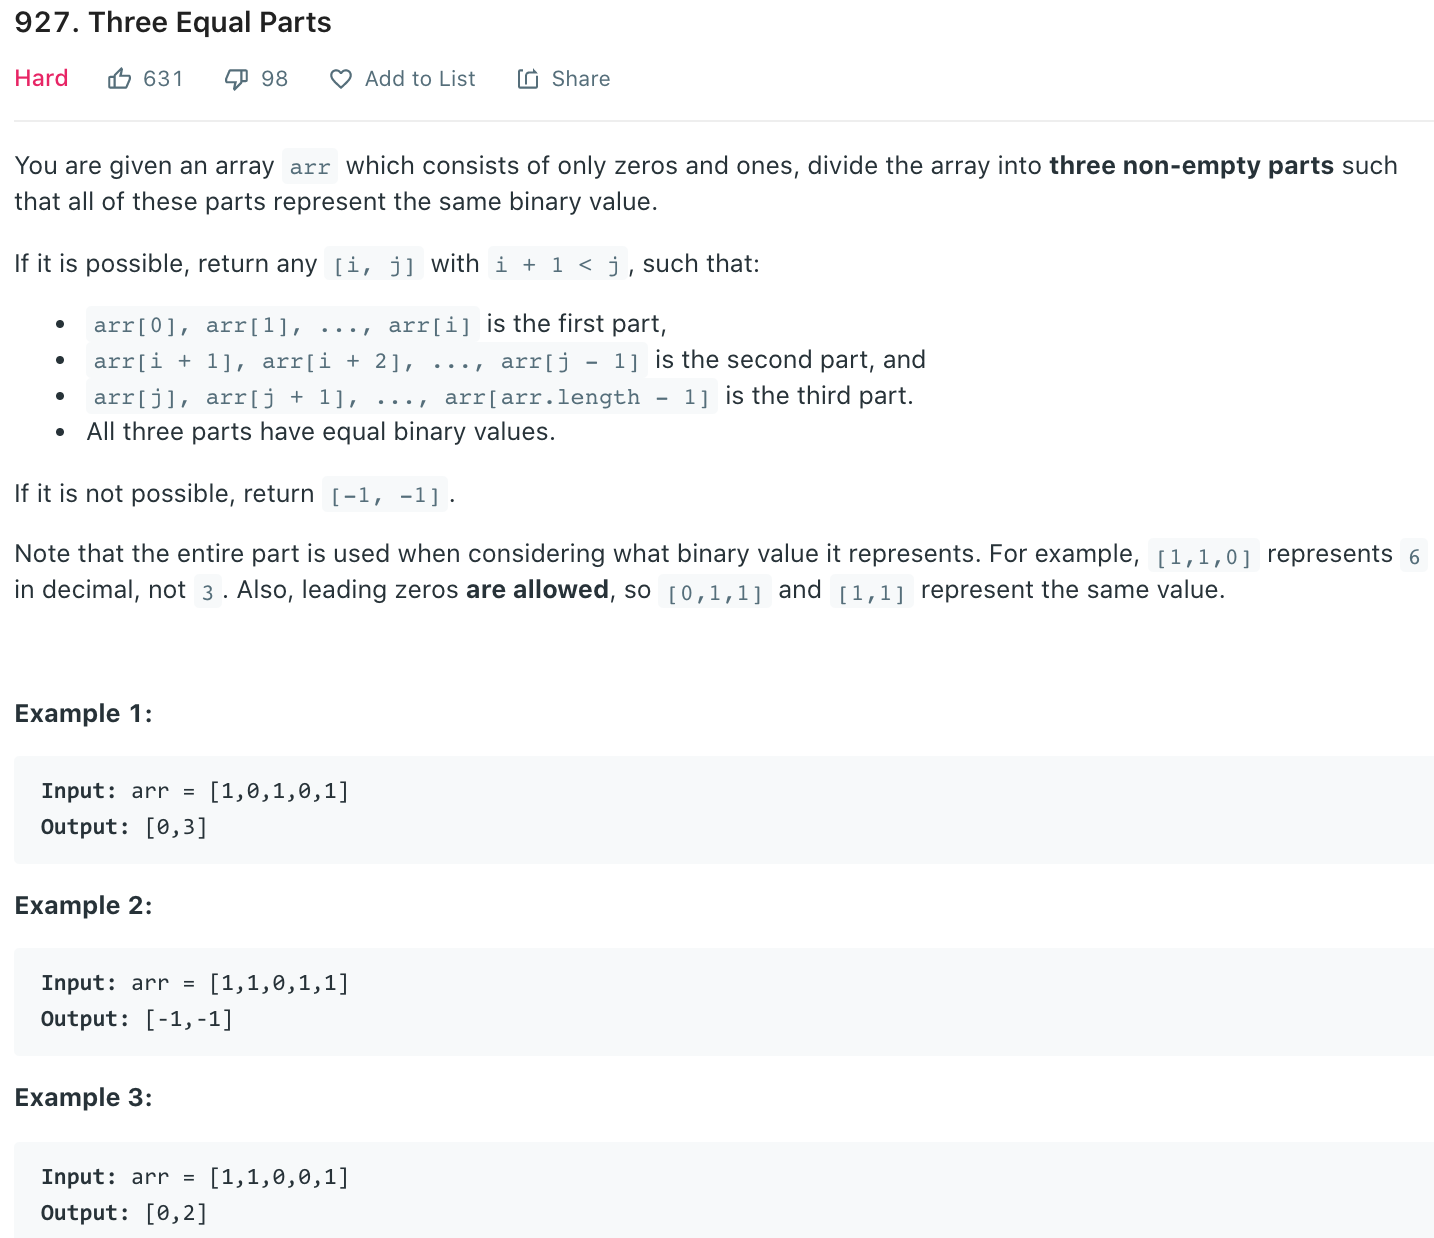 927. Three Equal Parts
Hard 631 98 Add to List Share
You are given an array arr which consists of only zeros and ones, divide the array into three non-empty parts such
that all of these parts represent the same binary value.
If it is possible, return any [i, j] with i + 1 < j, such that:
• arr[0], arr[1], ..., arr[i] is the first part,
• arr[i + 1], arr[i + 2], ..., arr[j - 1] is the second part, and
• arr[j], arr[j + 1], ..., arr[arr.length - 1] is the third part.
• All three parts have equal binary values.
If it is not possible, return [-1, -1].
Note that the entire part is used when considering what binary value it represents. For example, [1,1,0] represents 6
in decimal, not 3. Also, leading zeros are allowed, so [0,1,1] and [1,1] represent the same value.
Example 1:
Input: arr = [1,0,1,0,1]
Output: [0,3]
Example 2:
Input: arr = [1,1,0,1,1]
Output: [-1,-1]
Example 3:
Input: arr = [1,1,0,0,1]
Output: [0,2]